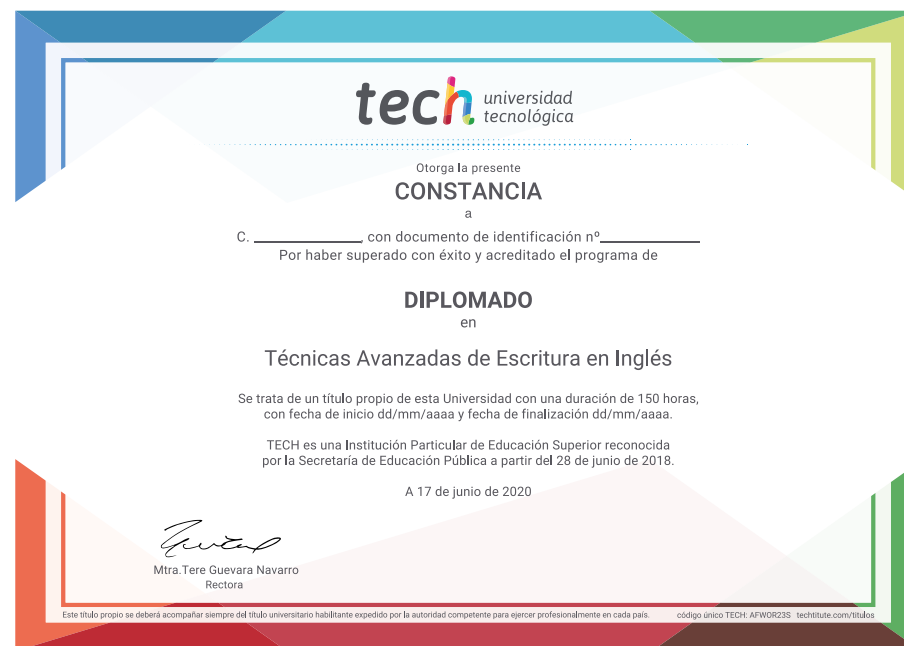 tech universidad
tecnológica
Otorga la presente
CONSTANCIA
a
C. ____________, con documento de identificación nº____________
Por haber superado con éxito y acreditado el programa de
DIPLOMADO
en
Técnicas Avanzadas de Escritura en Inglés
Se trata de un título propio de esta Universidad con una duración de 150 horas,
con fecha de inicio dd/mm/aaaa y fecha de finalización dd/mm/aaaa.
TECH es una Institución Particular de Educación Superior reconocida
por la Secretaría de Educación Pública a partir del 28 de junio de 2018.
A 17 de junio de 2020
Mtra.Tere Guevara Navarro
Rectora
Este título propio se deberá acompañar siempre del título universitario habilitante expedido por la autoridad competente para ejercer profesionalmente en cada país. código único TECH: AFWOR23S techtitute.com/titulos